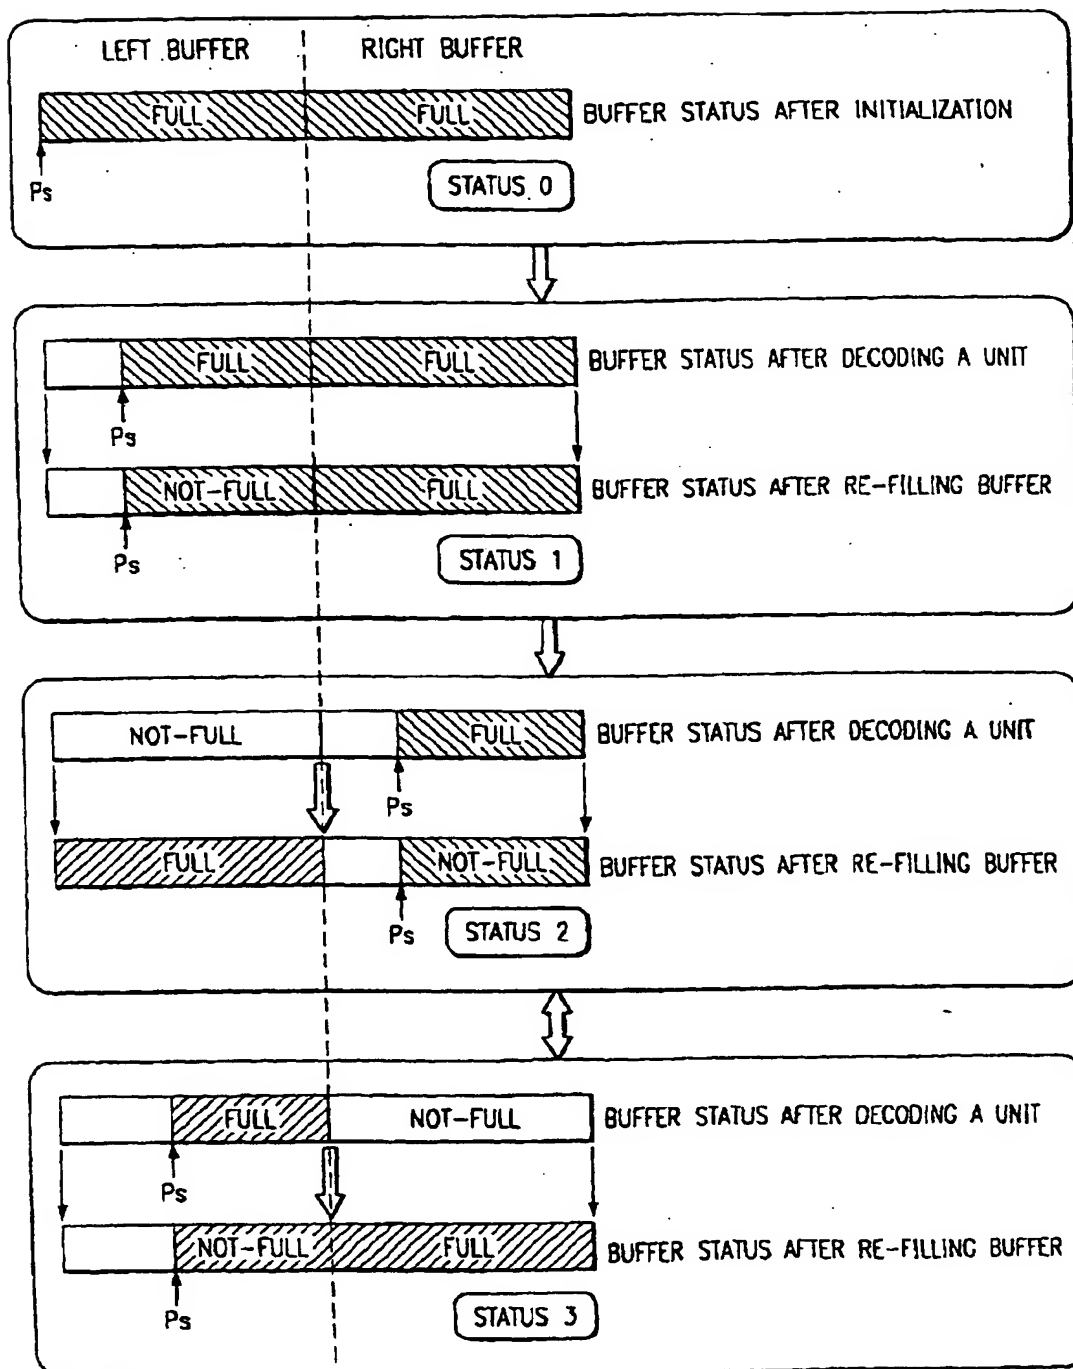 LEFT BUFFER RIGHT BUFFER
FULL FULL BUFFER STATUS AFTER INITIALIZATION
Ps
STATUS 0
FULL FULL BUFFER STATUS AFTER DECODING A UNIT
Ps
NOT-FULL FULL BUFFER STATUS AFTER RE-FILLING BUFFER
Ps
STATUS 1
NOT-FULL FULL BUFFER STATUS AFTER DECODING A UNIT
Ps
FULL NOT-FULL BUFFER STATUS AFTER RE-FILLING BUFFER
Ps
STATUS 2
FULL NOT-FULL BUFFER STATUS AFTER DECODING A UNIT
Ps
NOT-FULL FULL BUFFER STATUS AFTER RE-FILLING BUFFER
Ps
STATUS 3